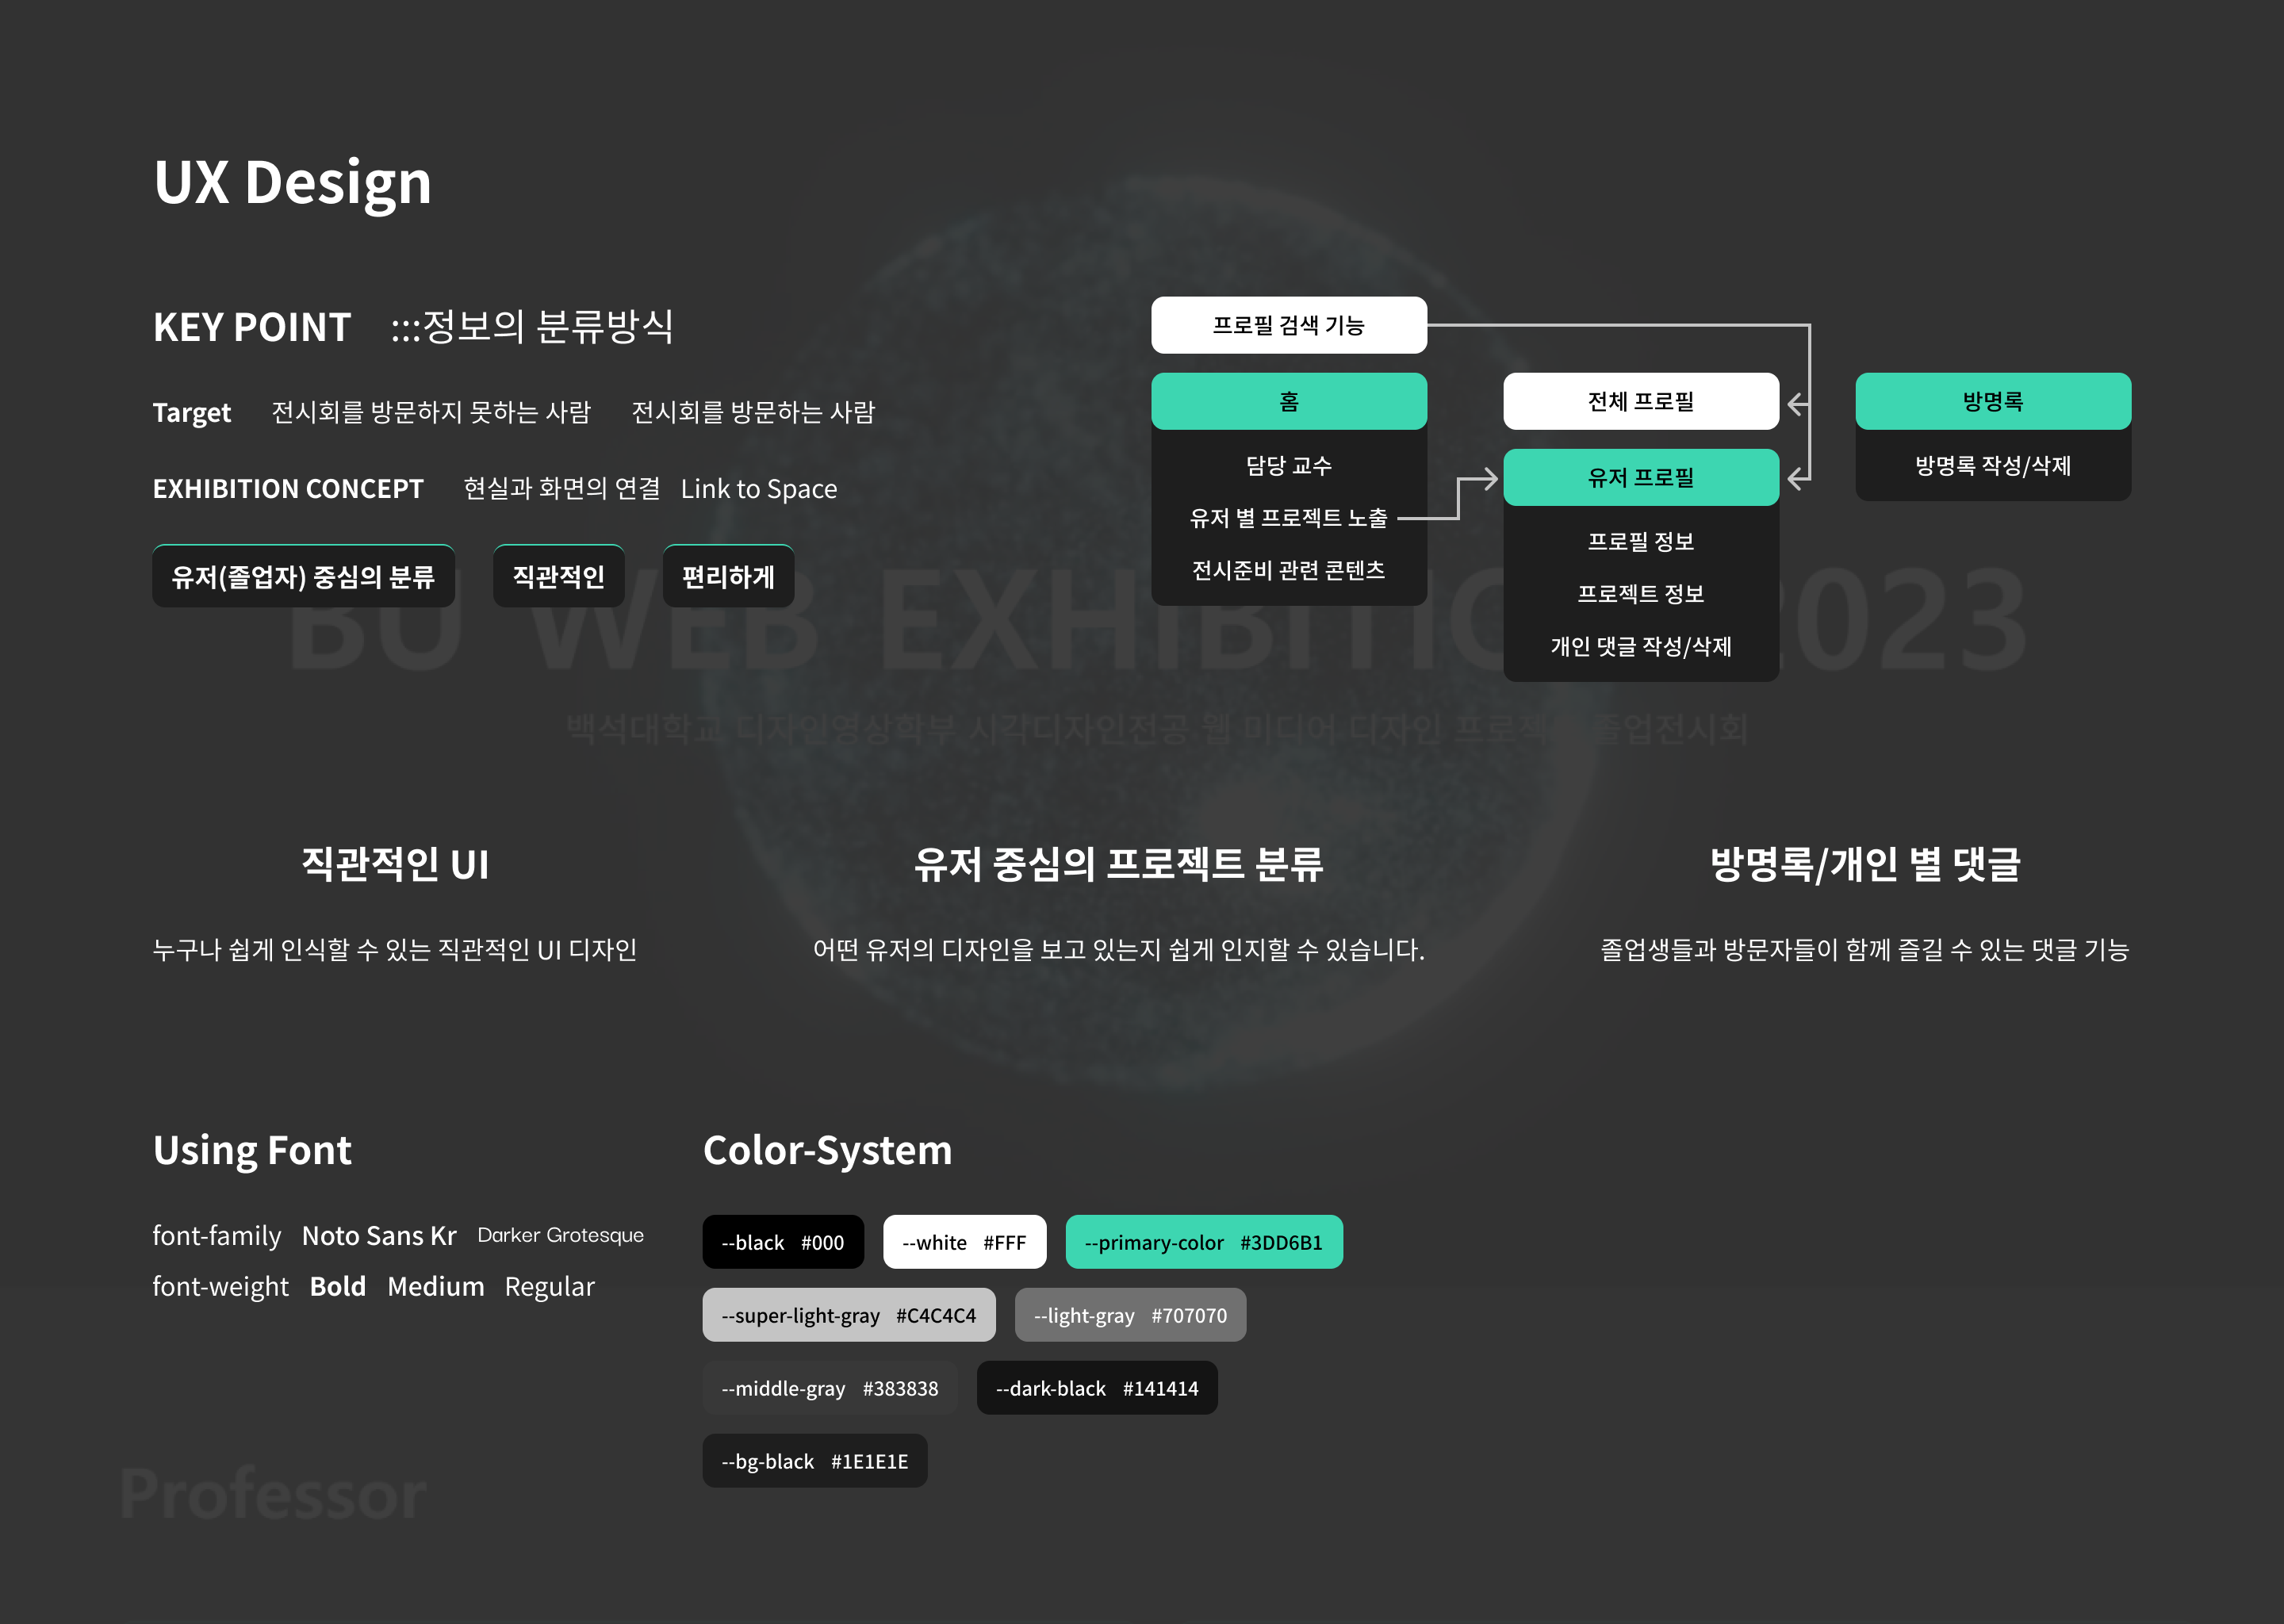 UX Design
KEY POINT :::정보의 분류방식
Target 전시회를 방문하지 못하는 사람 전시회를 방문하는 사람
EXHIBITION CONCEPT 현실과 화면의 연결 Link to Space
유저(졸업자) 중심의 분류 직관적인 편리하게
프로필 검색 기능
홈
담당 교수
유저 별 프로젝트 노출
전시준비 관련 콘텐츠
전체 프로필
유저 프로필
프로필 정보
프로젝트 정보
개인 댓글 작성/삭제
방명록
방명록 작성/삭제
BU WEB EXHIBITIO 2023
백석대학교 디자인영상학부 시각디자인전공 웹 미디어 디자인 프로젝 졸업전시회
직관적인 UI
누구나 쉽게 인식할 수 있는 직관적인 UI 디자인
유저 중심의 프로젝트 분류
어떤 유저의 디자인을 보고 있는지 쉽게 인지할 수 있습니다.
방명록/개인 별 댓글
졸업생들과 방문자들이 함께 즐길 수 있는 댓글 기능
Using Font
font-family Noto Sans Kr Darker Grotesque
font-weight Bold Medium Regular
Color-System
--black #000 --white #FFF --primary-color #3DD6B1
--super-light-gray #C4C4C4 --light-gray #707070
--middle-gray #383838 --dark-black #141414
--bg-black #1E1E1E
Professor